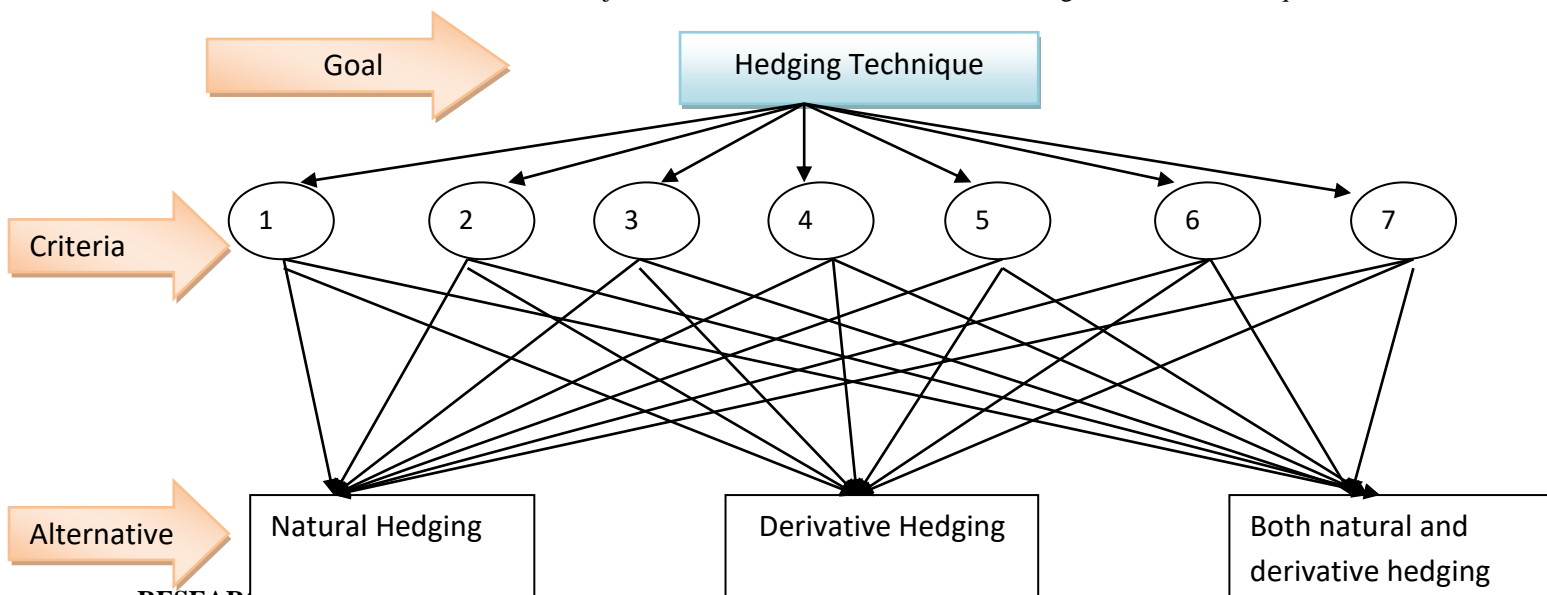 Goal
Hedging Technique
1 2 3 4 5 6 7
Criteria
Alternative
Natural Hedging
Derivative Hedging
Both natural and
derivative hedging